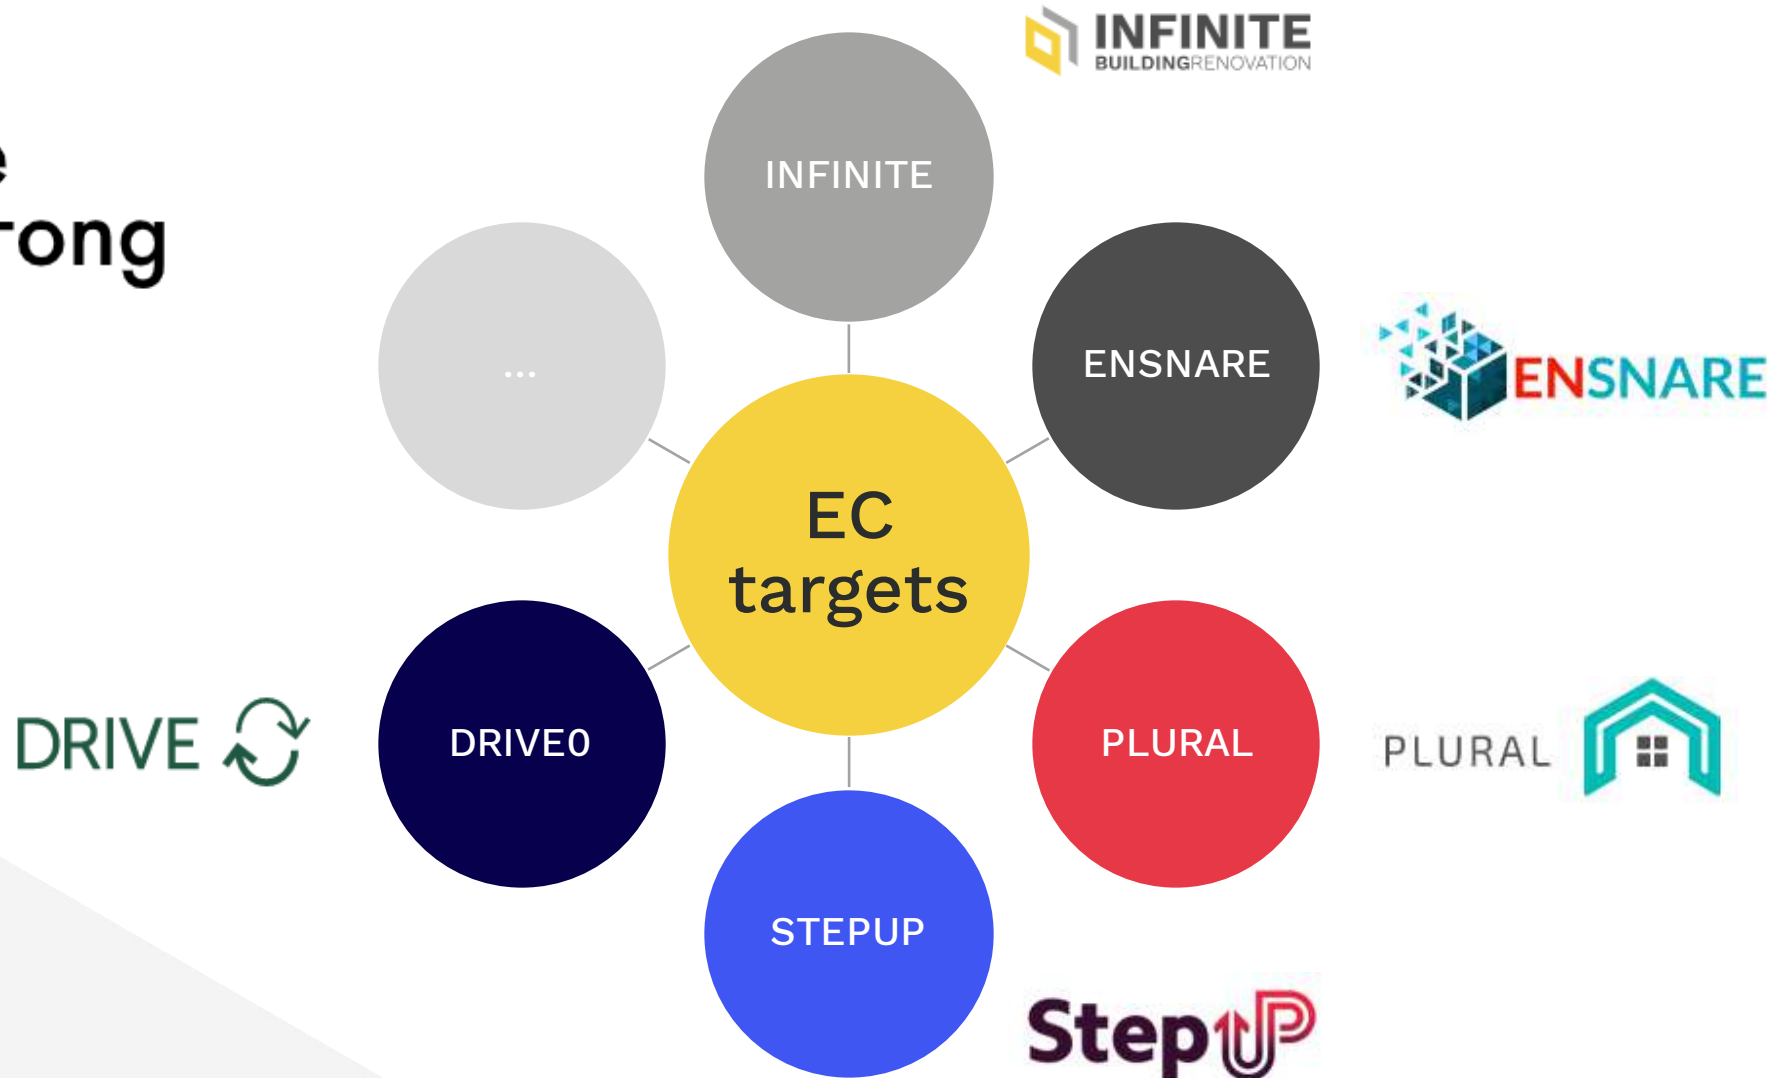 INFINITE
BUILDINGRENOVATION
INFINITE
...
ENSNARE
ENSNARE
EC
targets
DRIVE
DRIVE0
PLURAL
PLURAL
STEPUP
StepUP